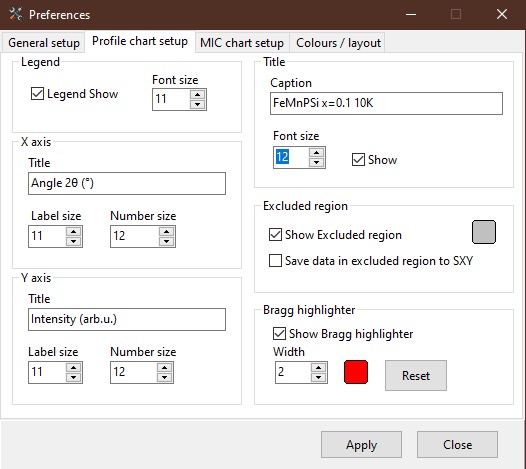 Preferences
General setup
Profile chart setup
MIC chart setup
Colours / layout
Legend
Legend Show
Font size
11
X axis
Title
Angle 2θ (°)
Label size
Number size
11
12
Y axis
Title
Intensity (arb.u.)
Label size
Number size
11
12
Title
Caption
FeMnPSi x=0.1 10K
Font size
12
Show
Excluded region
Show Excluded region
Save data in excluded region to SXY
Bragg highlighter
Show Bragg highlighter
Width
2
Reset
Apply
Close